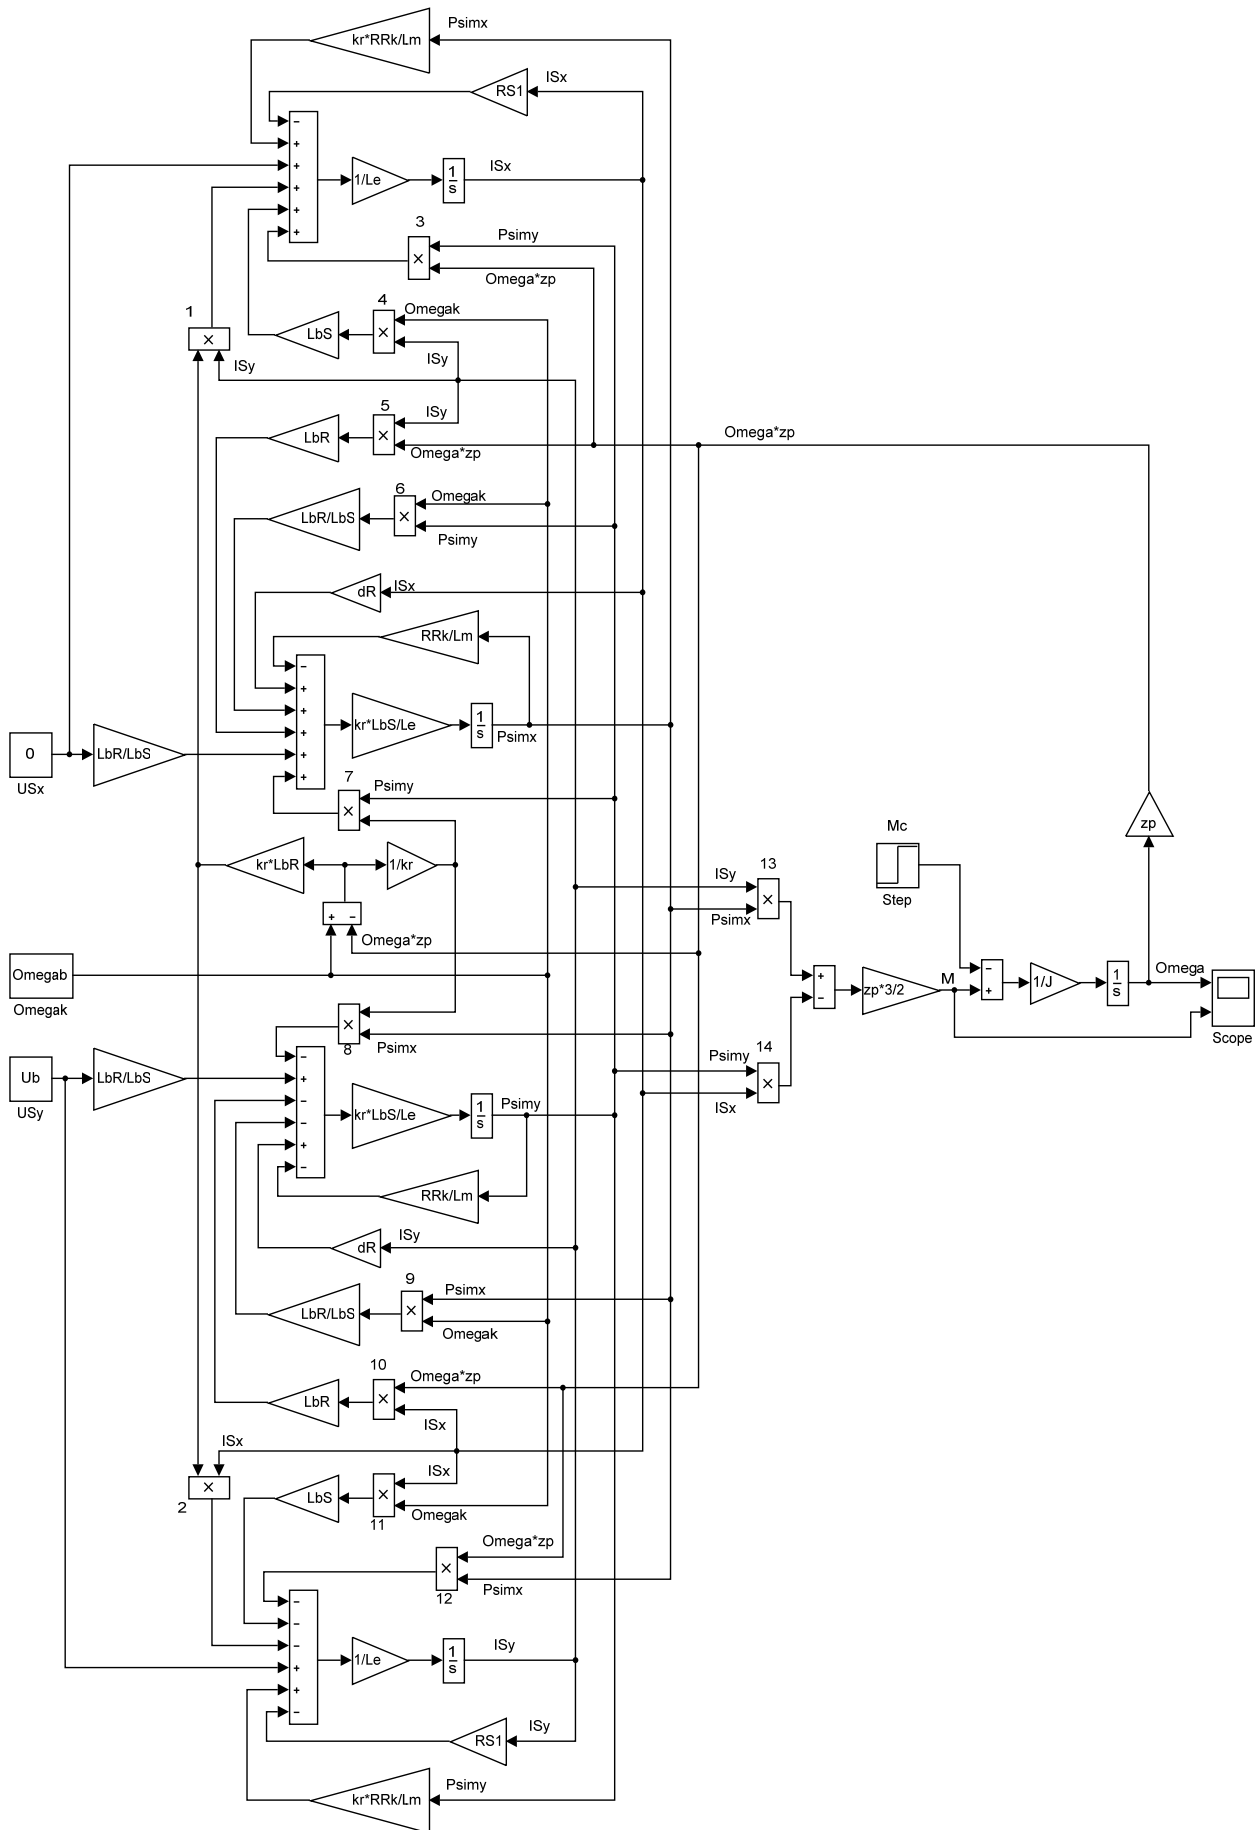 Psimx
kr*RRk/Lm
ISx
RS1
−
+
+
+
+
+
1/Le
1
s
ISx
3
×
Psimy
Omega*zp
4
Omegak
1
×
LbS
×
ISy
ISy
5
ISy
LbR
×
Omega*zp
Omega*zp
6
Omegak
LbR/LbS
×
Psimy
dR
ISx
RRk/Lm
−
+
+
+
+
+
kr*LbS/Le
1
s
Psimx
0
USx
LbR/LbS
7
Psimy
×
zp
kr*LbR
1/kr
Mc
Step
13
ISy
×
Psimx
+ −
Omega*zp
Omegab
Omegak
+
−
zp*3/2
M
−
+
1/J
1
s
Omega
Scope
×
8
Psimx
14
Psimy
×
ISx
Ub
USy
LbR/LbS
−
+
−
−
+
−
kr*LbS/Le
1
s
Psimy
RRk/Lm
dR
ISy
9
Psimx
LbR/LbS
×
Omegak
10
Omega*zp
LbR
×
ISx
ISx
ISx
×
2
LbS
×
11
Omegak
Omega*zp
×
12
Psimx
−
−
−
+
+
−
1/Le
1
s
ISy
RS1
ISy
Psimy
kr*RRk/Lm